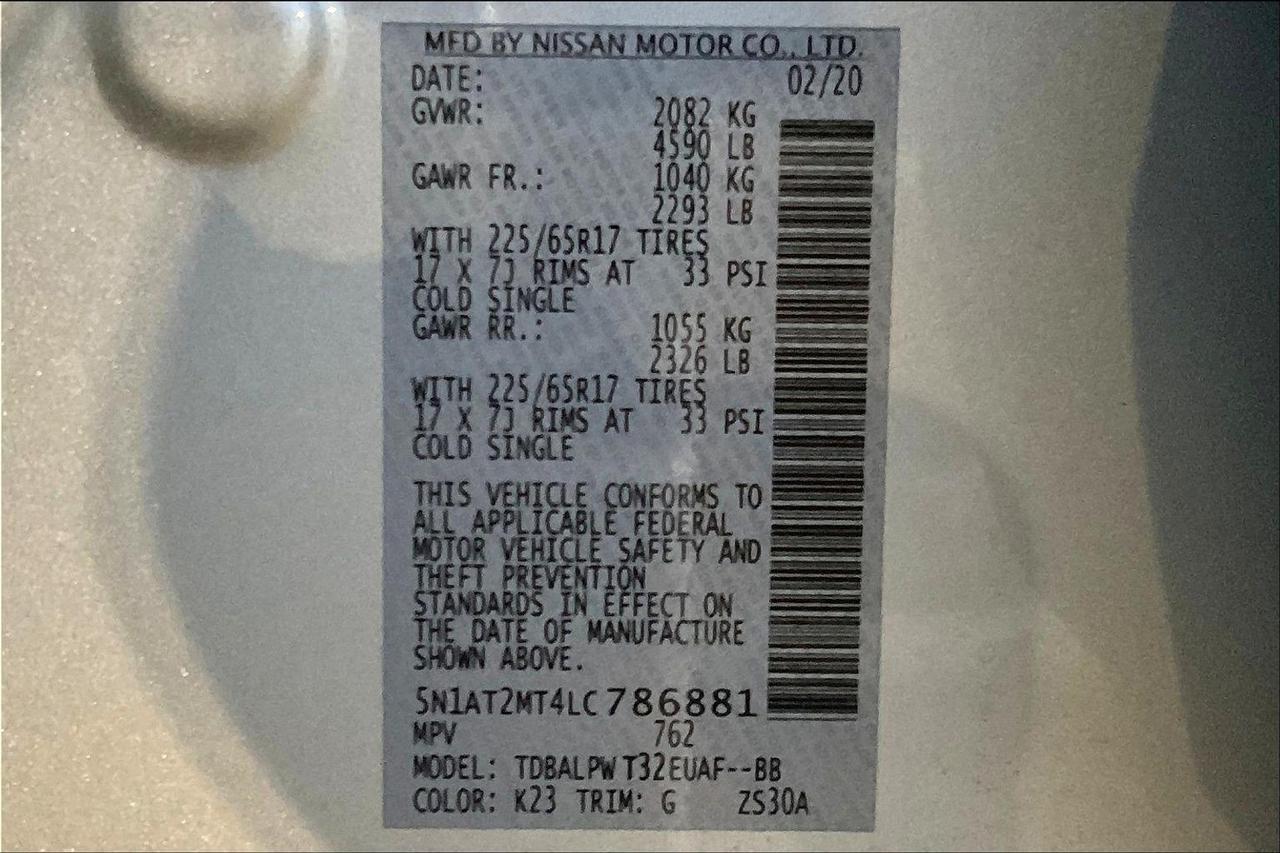 MFD BY NISSAN MOTOR CO., LTD.
DATE: 02/20
GVWR: 2082 KG
4590 LB
GAWR FR.: 1040 KG
2293 LB
WITH 225/65R17 TIRES
17 X 7J RIMS AT 33 PSI
COLD SINGLE
GAWR RR.: 1055 KG
2326 LB
WITH 225/65R17 TIRES
17 X 7J RIMS AT 33 PSI
COLD SINGLE
THIS VEHICLE CONFORMS TO
ALL APPLICABLE FEDERAL
MOTOR VEHICLE SAFETY AND
THEFT PREVENTION
STANDARDS IN EFFECT ON
THE DATE OF MANUFACTURE
SHOWN ABOVE.
5N1AT2MT4LC786881
MPV 762
MODEL: TDBALPW T32EUAF--BB
COLOR: K23 TRIM: G ZS30A